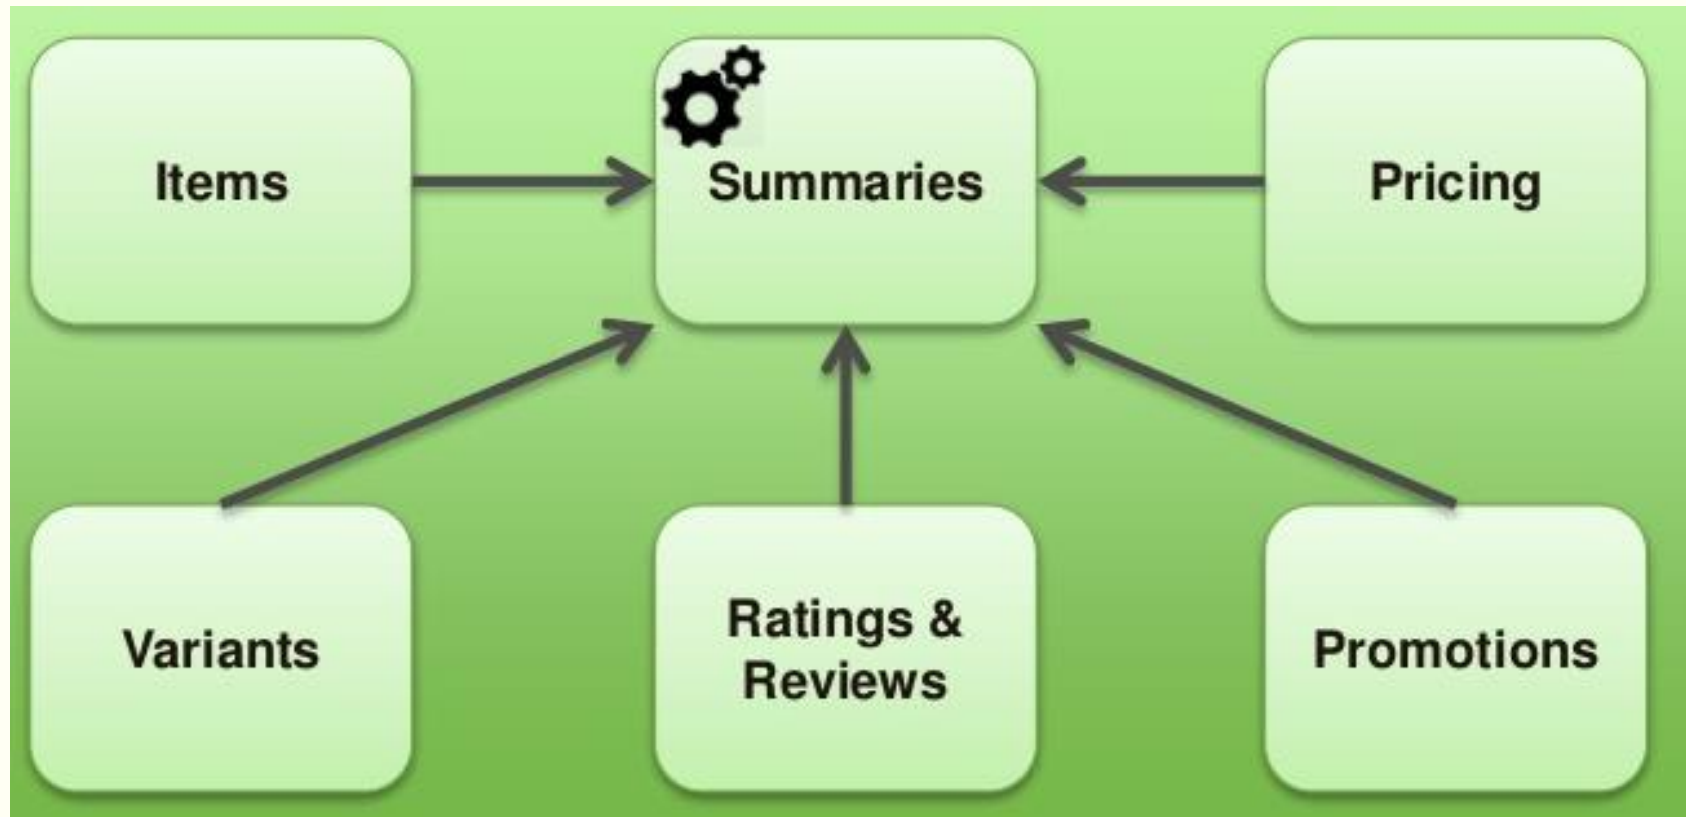 Items
Summaries
Pricing
Variants
Ratings &
Reviews
Promotions